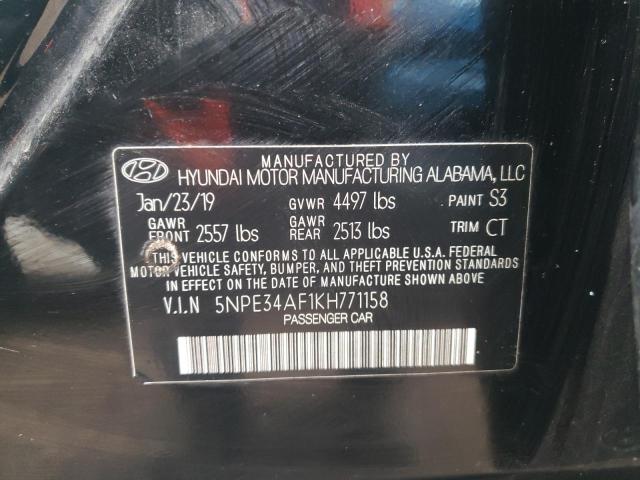 MANUFACTURED BY
HYUNDAI MOTOR MANUFACTURING ALABAMA, LLC
Jan/23/19 GVWR 4497 lbs PAINT S3
GAWR FRONT 2557 lbs GAWR REAR 2513 lbs TRIM CT
THIS VEHICLE CONFORMS TO ALL APPLICABLE U.S.A. FEDERAL
MOTOR VEHICLE SAFETY, BUMPER, AND THEFT PREVENTION STANDARDS
IN EFFECT ON THE DATE OF MANUFACTURE SHOWN ABOVE.
V.I.N 5NPE34AF1KH771158
PASSENGER CAR